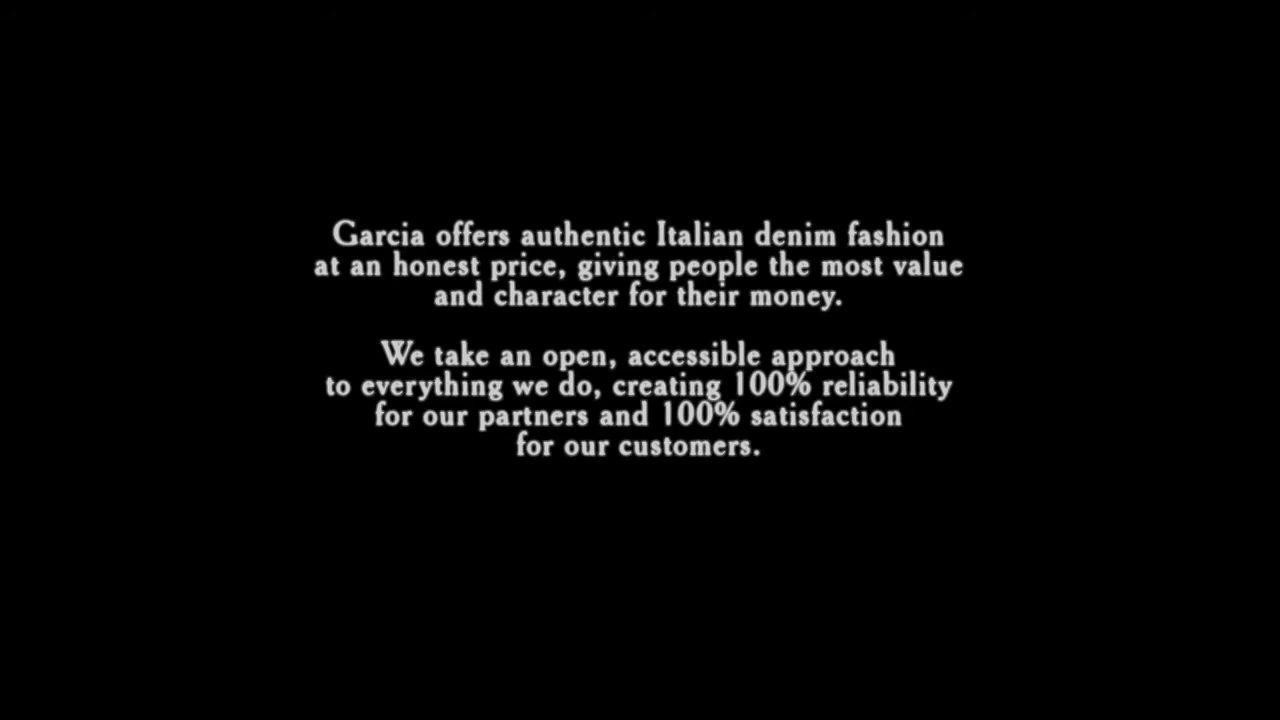 Garcia offers authentic Italian denim fashion
at an honest price, giving people the most value
and character for their money.
We take an open, accessible approach
to everything we do, creating 100% reliability
for our partners and 100% satisfaction
for our customers.